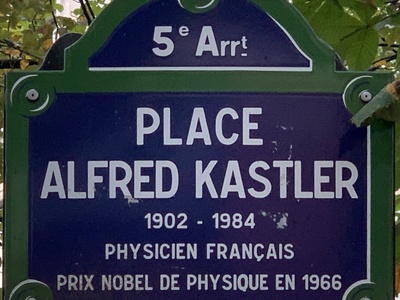 5e Arrt
PLACE
ALFRED KASTLER
1902 - 1984
PHYSICIEN FRANÇAIS
PRIX NOBEL DE PHYSIQUE EN 1966